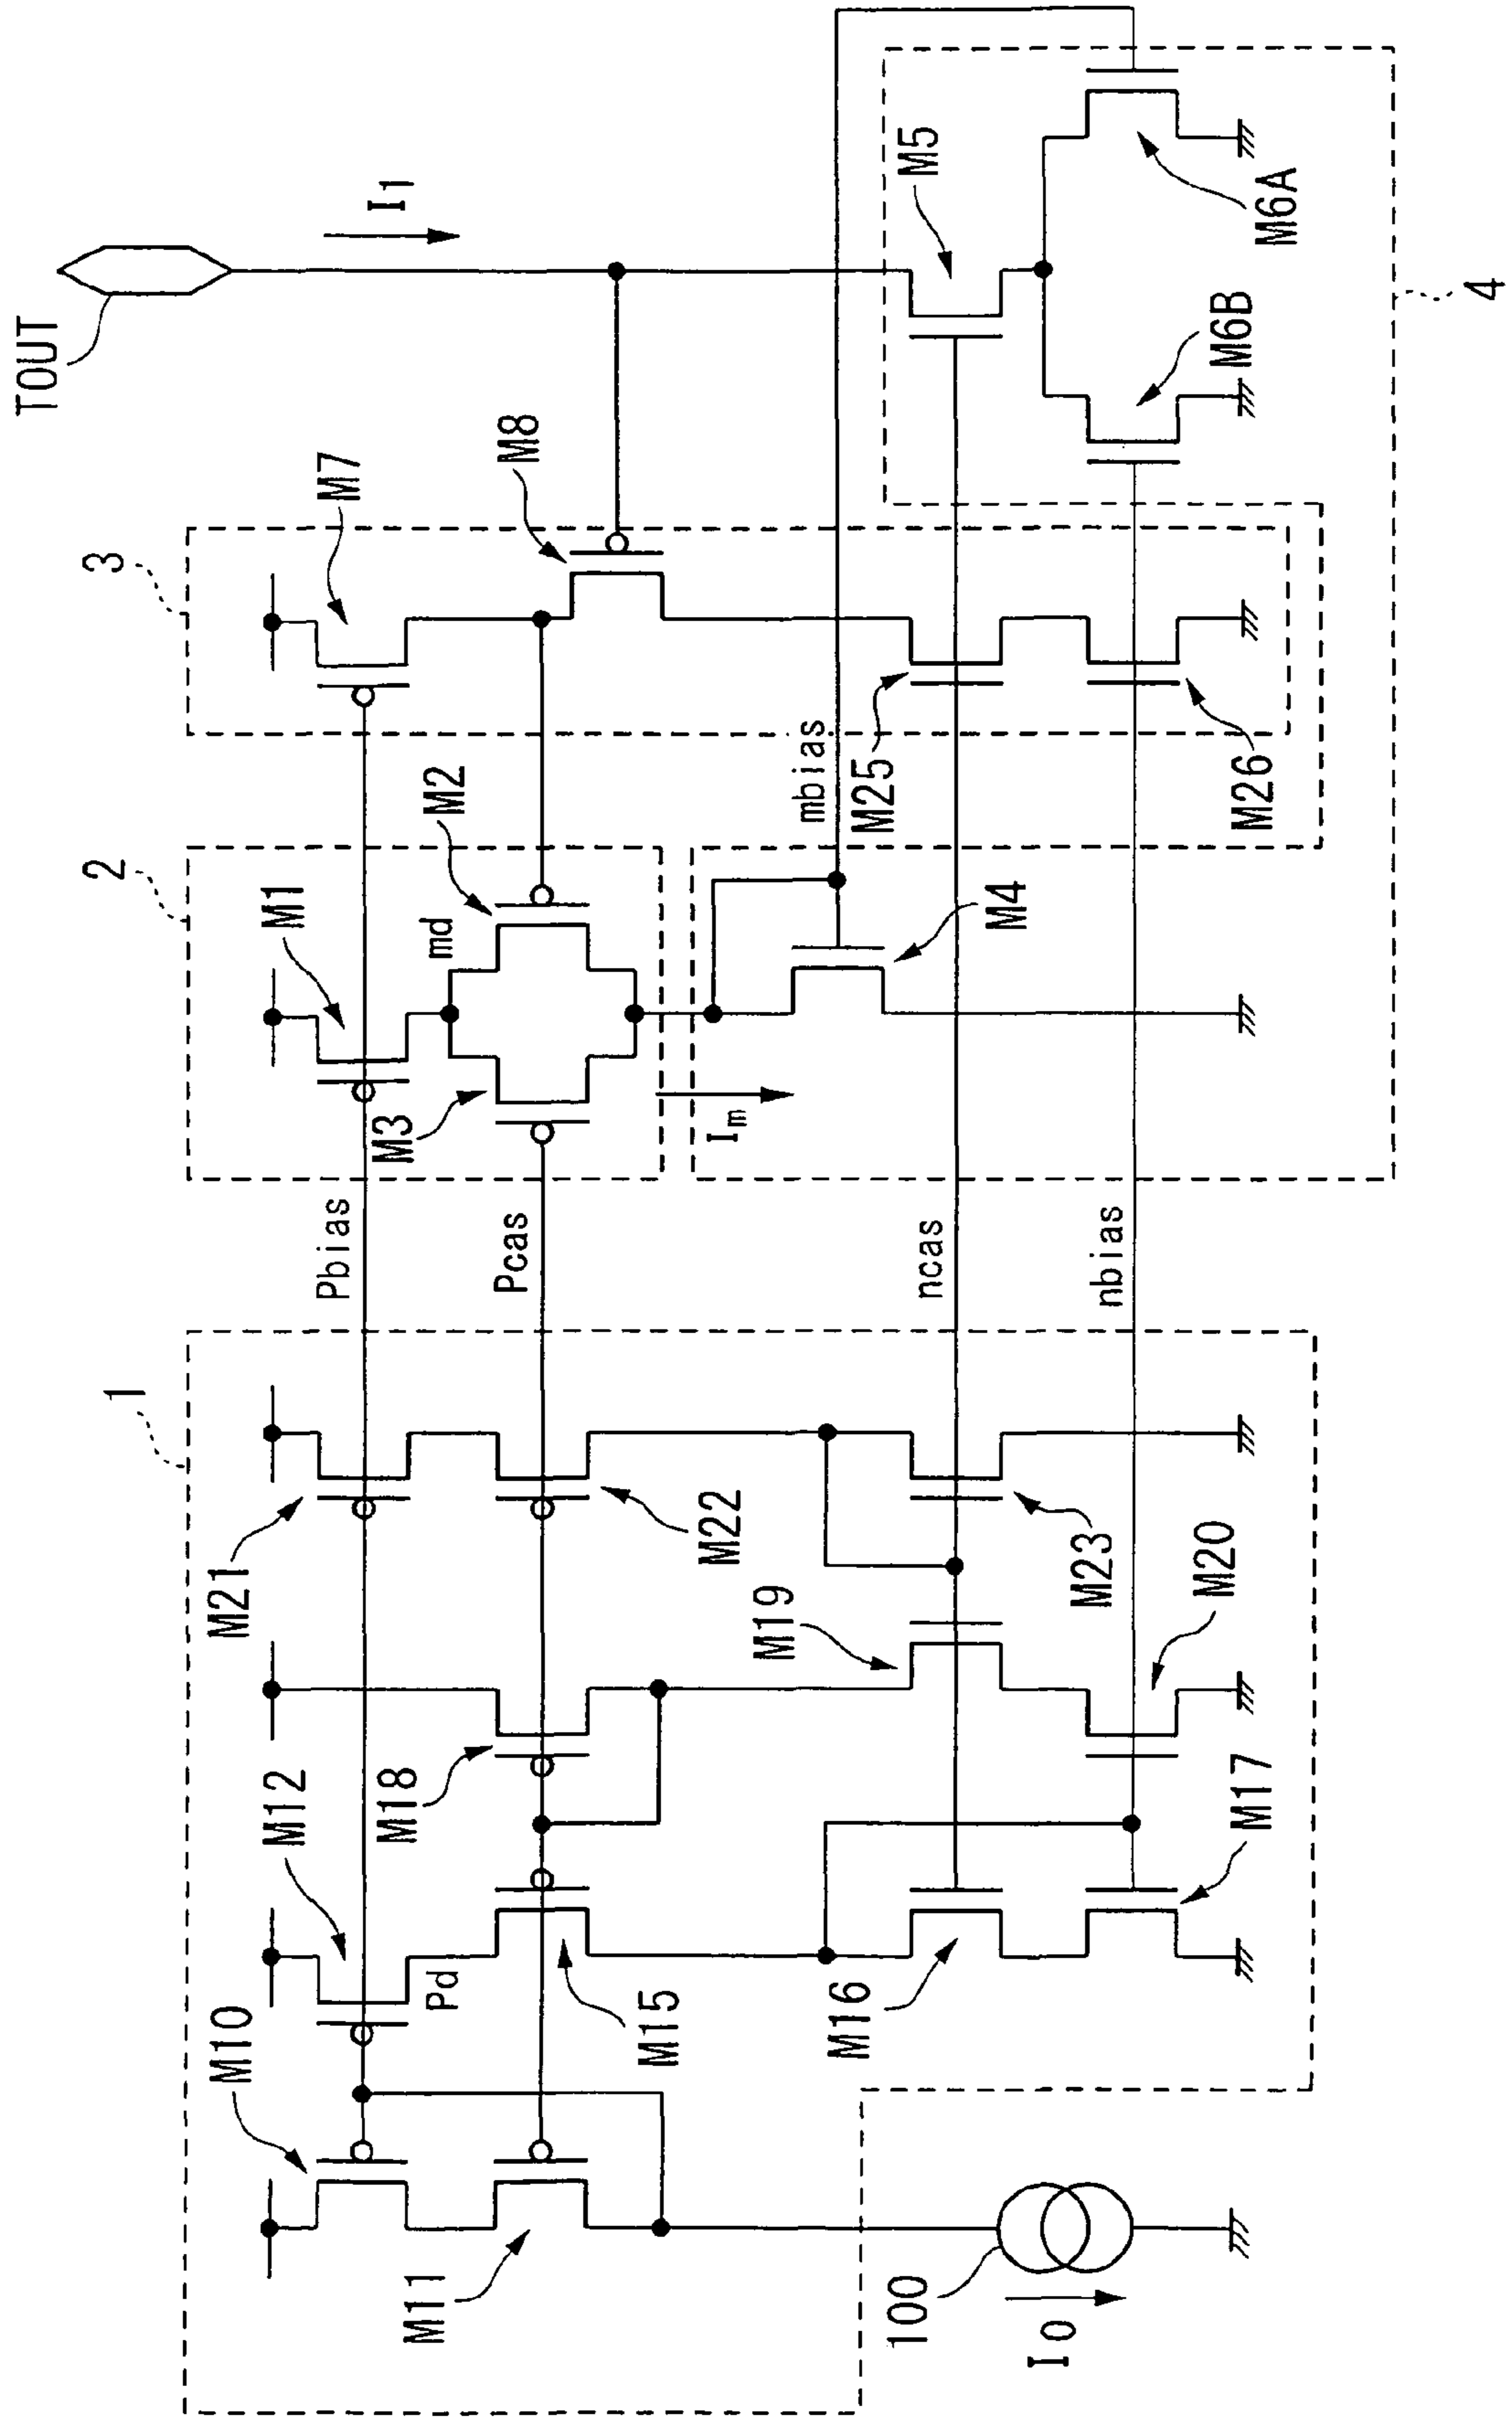 TOUT
I1
3
M7
M8
M5
M6A
M6B
4
2
M1
M2
md
M3
Im
mbias
M25
M26
M4
Pbias
Pcas
ncas
nbias
1
M21
M22
M23
M19
M20
M18
M12
Pd
M15
M16
M17
M10
M11
100
I0